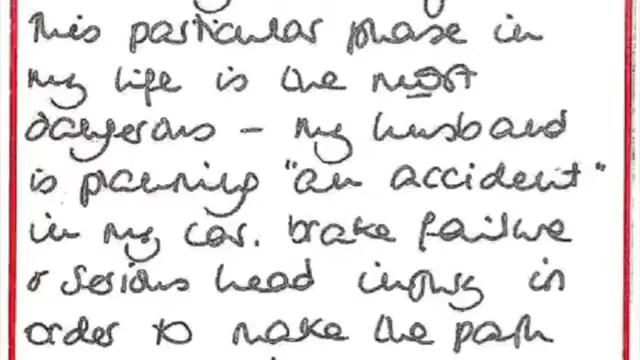 This particular phase in
my life is the most
dangerous - my husband
is planning "an accident"
in my car. brake failure
& serious head injury in
order to make the path